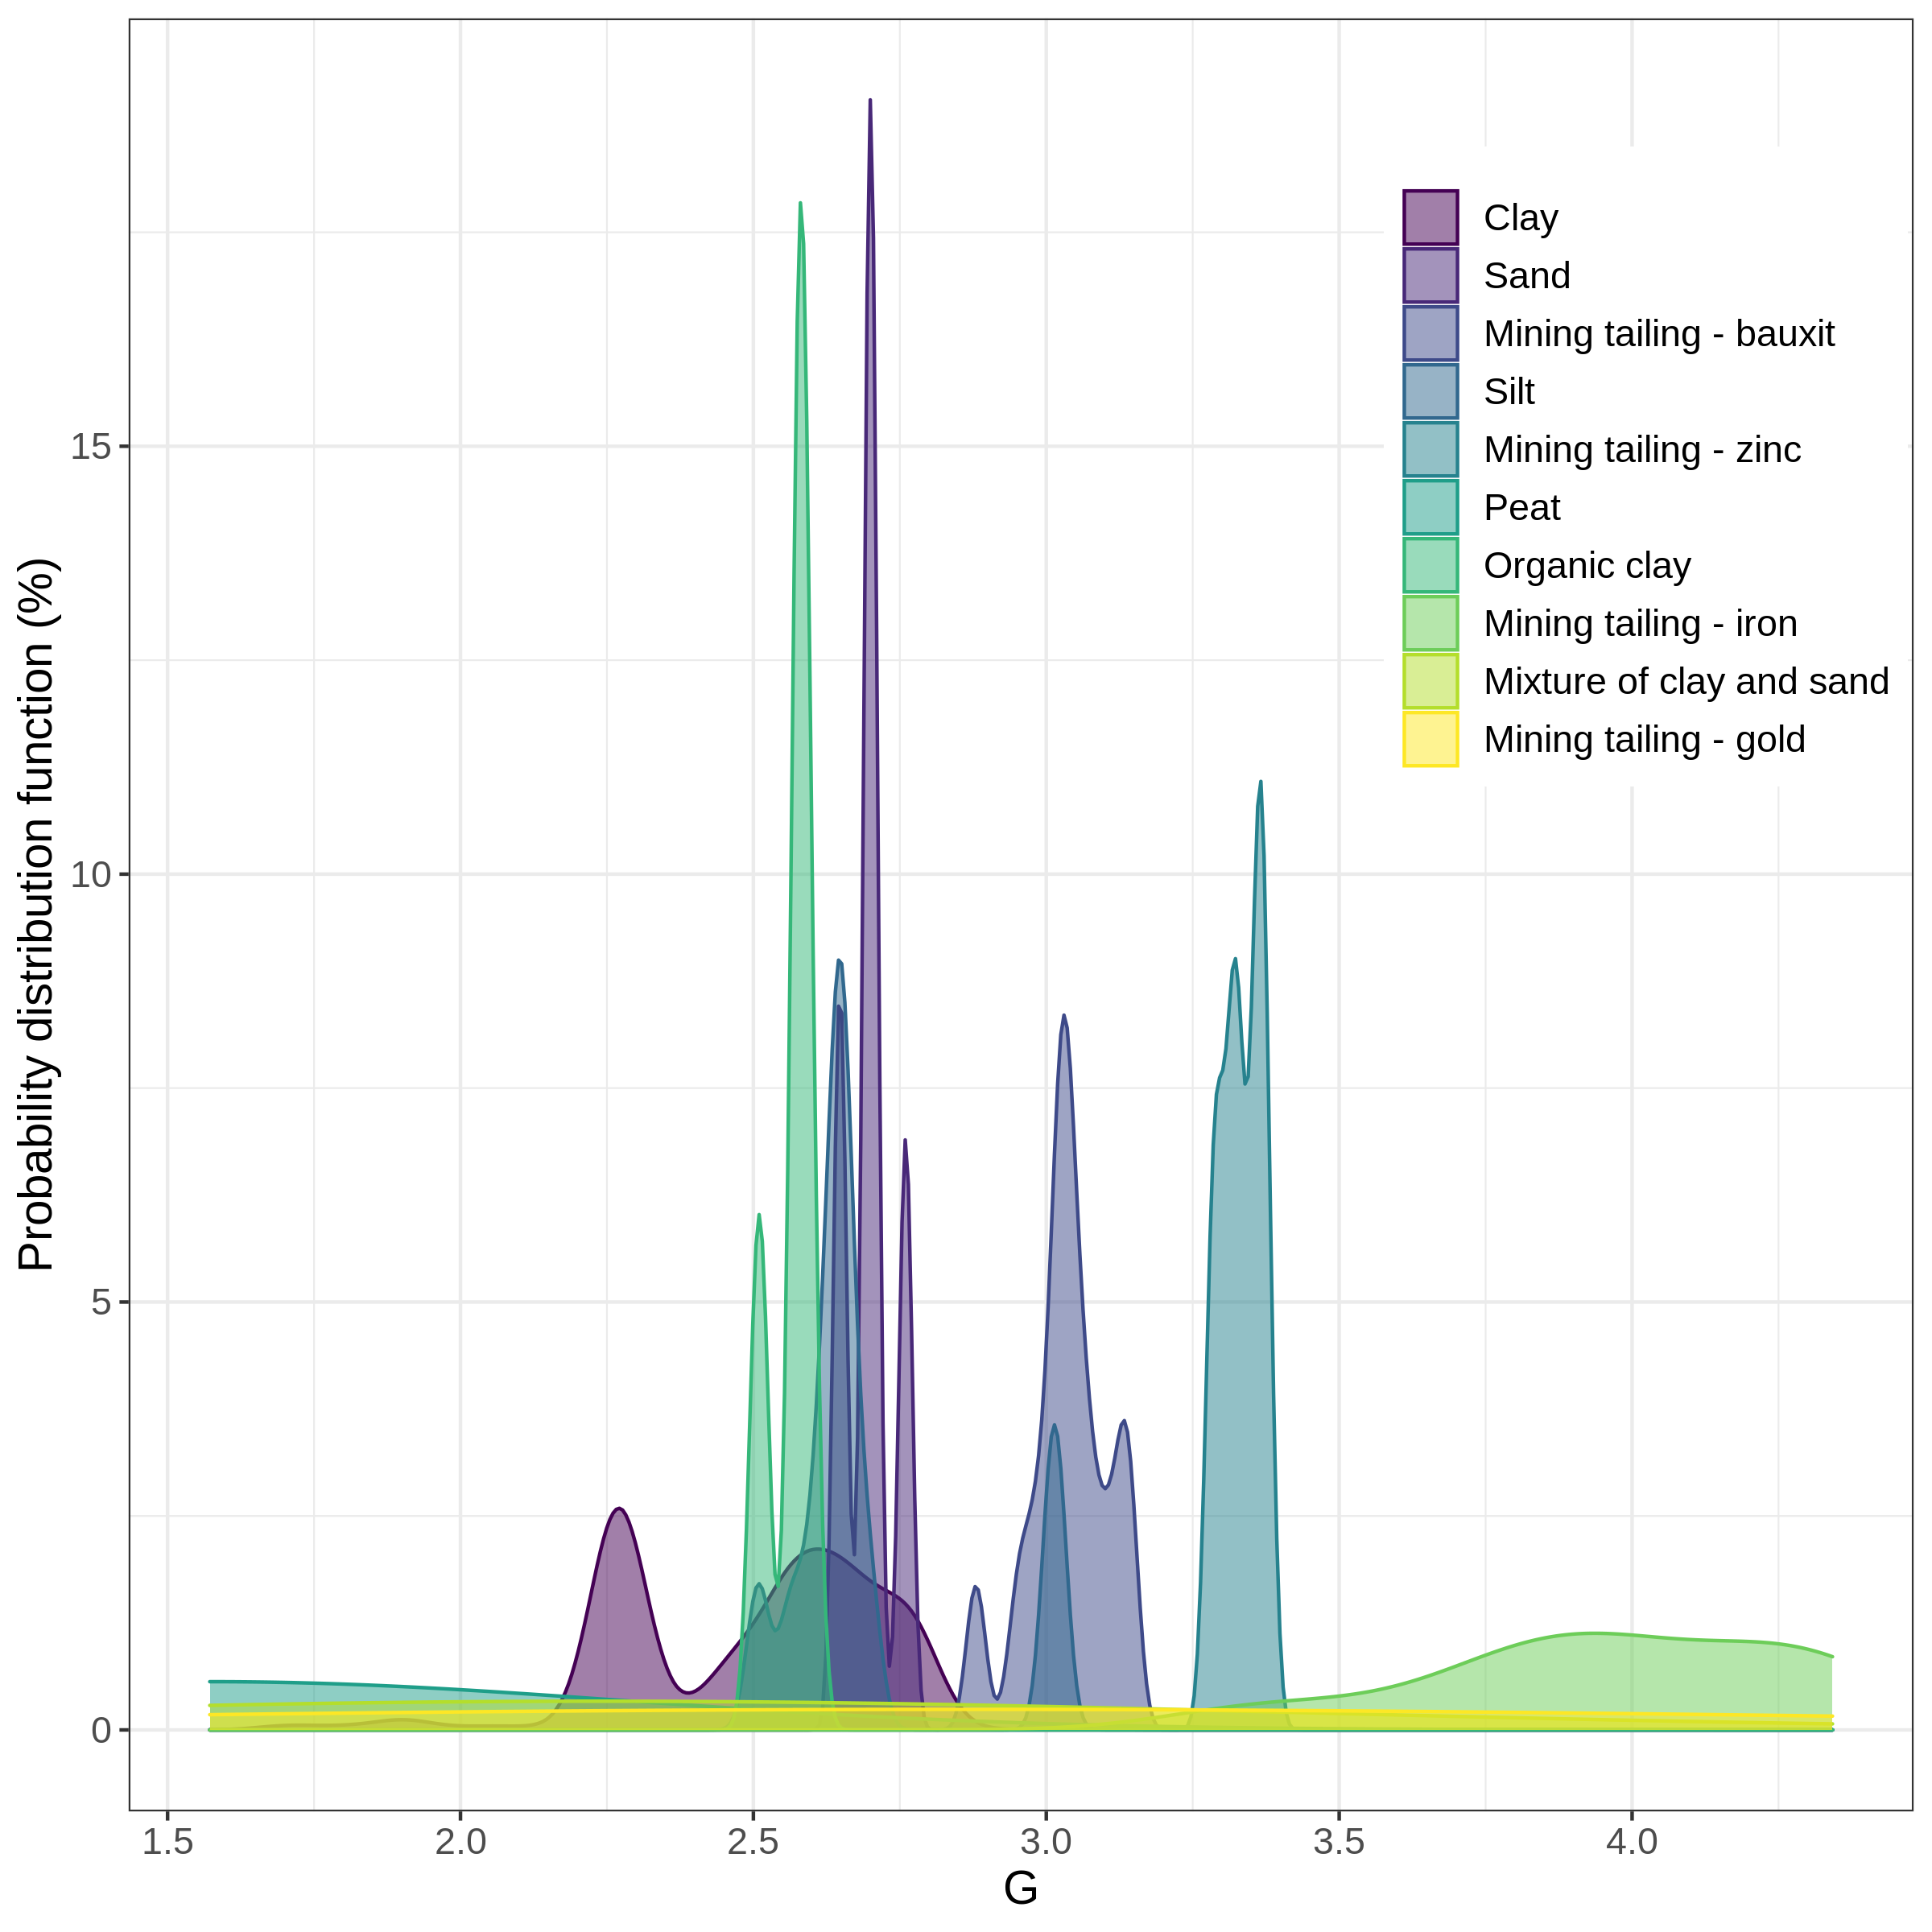 Clay
Sand
Mining tailing - bauxit
Silt
Mining tailing - zinc
Peat
Organic clay
Mining tailing - iron
Mixture of clay and sand
Mining tailing - gold
Probability distribution function (%)
15
10
5
0
1.5 2.0 2.5 3.0 3.5 4.0
G